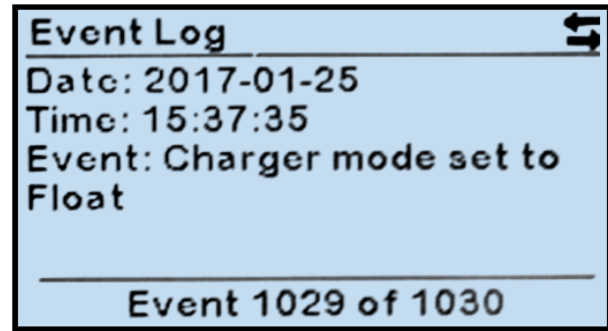 Event Log
Date: 2017-01-25
Time: 15:37:35
Event: Charger mode set to
Float
Event 1029 of 1030